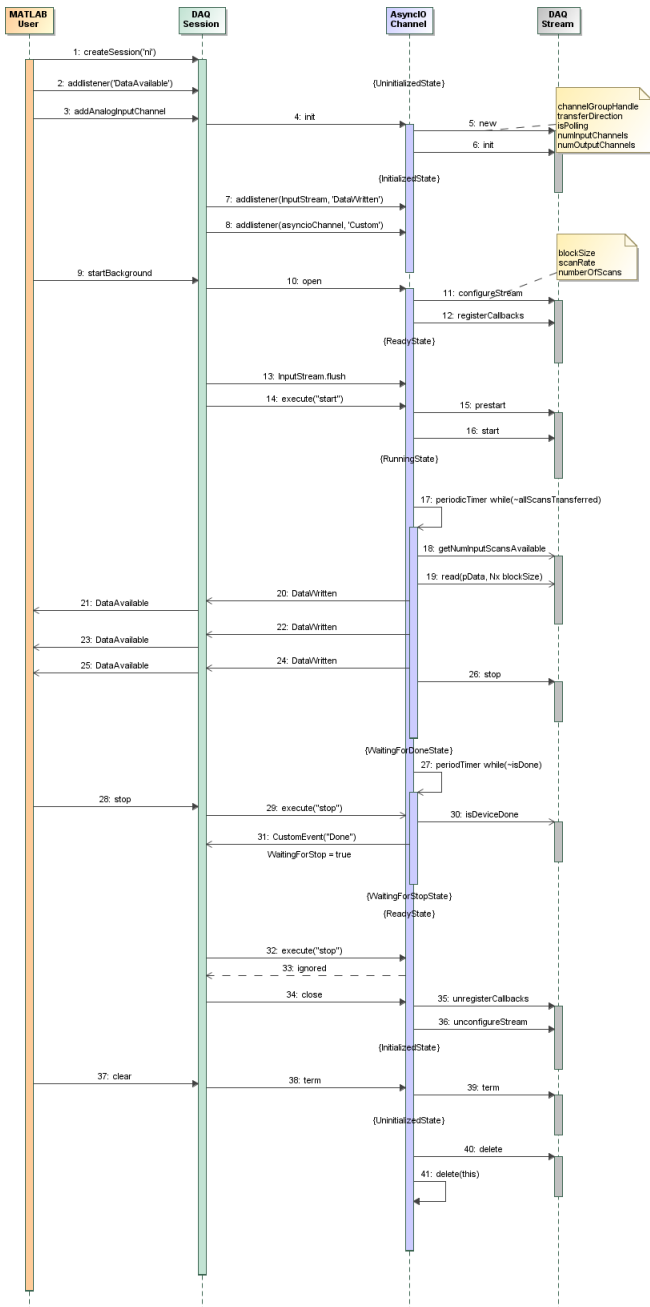 MATLAB
User
DAQ
Session
AsyncIO
Channel
DAQ
Stream
1: createSession('ni')
2: addlistener('DataAvailable')
{UninitializedState}
channelGroupHandle
transferDirection
isPolling
numInputChannels
numOutputChannels
3: addAnalogInputChannel
4: init
5: new
6: init
{InitializedState}
7: addlistener(InputStream, 'DataWritten')
8: addlistener(asyncioChannel, 'Custom')
blockSize
scanRate
numberOfScans
9: startBackground
10: open
11: configureStream
12: registerCallbacks
{ReadyState}
13: InputStream.flush
14: execute("start")
15: prestart
16: start
{RunningState}
17: periodicTimer while(~allScansTransferred)
18: getNumInputScansAvailable
19: read(pData, Nx blockSize)
20: DataWritten
21: DataAvailable
22: DataWritten
23: DataAvailable
24: DataWritten
25: DataAvailable
26: stop
{WaitingForDoneState}
27: periodTimer while(~isDone)
28: stop
29: execute("stop")
30: isDeviceDone
31: CustomEvent("Done")
WaitingForStop = true
{WaitingForStopState}
{ReadyState}
32: execute("stop")
33: ignored
34: close
35: unregisterCallbacks
36: unconfigureStream
{InitializedState}
37: clear
38: term
39: term
{UninitializedState}
40: delete
41: delete(this)